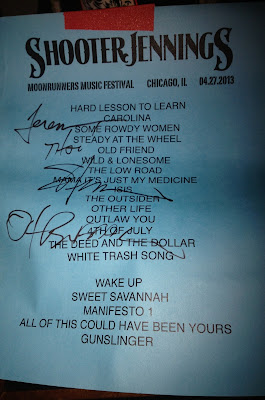 SHOOTER JENNINGS
MOONRUNNERS MUSIC FESTIVAL CHICAGO, IL 04.27.2013
HARD LESSON TO LEARN
CAROLINA
SOME ROWDY WOMEN
STEADY AT THE WHEEL
OLD FRIEND
WILD & LONESOME
THE LOW ROAD
MAMA IT'S JUST MY MEDICINE
ISIS
THE OUTSIDER
OTHER LIFE
OUTLAW YOU
4TH OF JULY
THE DEED AND THE DOLLAR
WHITE TRASH SONG
WAKE UP
SWEET SAVANNAH
MANIFESTO 1
ALL OF THIS COULD HAVE BEEN YOURS
GUNSLINGER